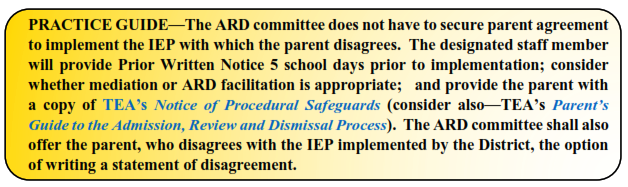 PRACTICE GUIDE—The ARD committee does not have to secure parent agreement
to implement the IEP with which the parent disagrees.  The designated staff member
will provide Prior Written Notice 5 school days prior to implementation; consider
whether mediation or ARD facilitation is appropriate;   and provide the parent with
a copy of TEA’s Notice of Procedural Safeguards (consider also—TEA’s Parent’s
Guide to the Admission, Review and Dismissal Process).  The ARD committee shall also
offer the parent, who disagrees with the IEP implemented by the District, the option
of writing a statement of disagreement.